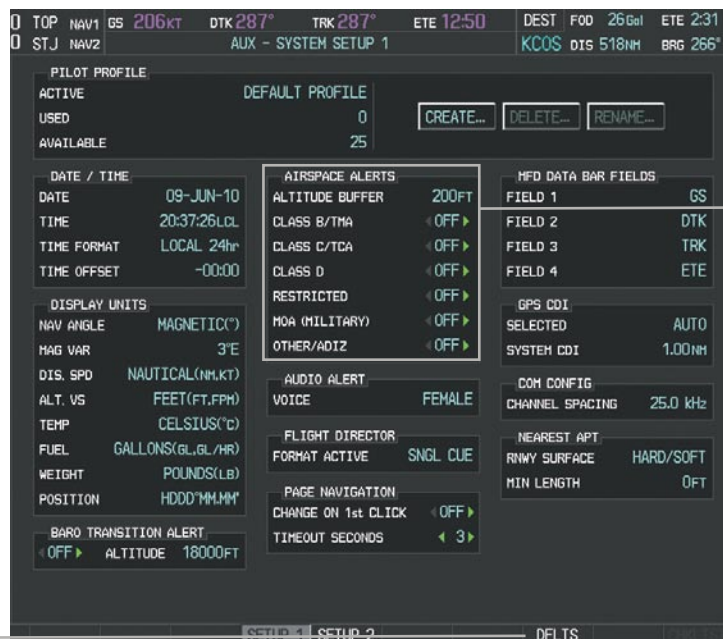 0 TOP NAV1 GS 206KT DTK 287° TRK 287° ETE 12:50 DEST FOD 26Gal ETE 2:31
0 STJ NAV2 AUX - SYSTEM SETUP 1 KCOS DIS 518NM BRG 266°
PILOT PROFILE
ACTIVE DEFAULT PROFILE
USED 0
AVAILABLE 25
CREATE... DELETE... RENAME...
DATE / TIME
DATE 09-JUN-10
TIME 20:37:26LCL
TIME FORMAT LOCAL 24hr
TIME OFFSET -00:00
DISPLAY UNITS
NAV ANGLE MAGNETIC(°)
MAG VAR 3°E
DIS. SPD NAUTICAL(NM.KT)
ALT. VS FEET(FT.FPM)
TEMP CELSIUS(°C)
FUEL GALLONS(GL.GL/HR)
WEIGHT POUNDS(LB)
POSITION HDDD°MM.MM'
BARO TRANSITION ALERT
OFF ALTITUDE 18000FT
AIRSPACE ALERTS
ALTITUDE BUFFER 200FT
CLASS B/TMA OFF
CLASS C/TCA OFF
CLASS D OFF
RESTRICTED OFF
MOA (MILITARY) OFF
OTHER/ADIZ OFF
AUDIO ALERT
VOICE FEMALE
FLIGHT DIRECTOR
FORMAT ACTIVE SNGL CUE
PAGE NAVIGATION
CHANGE ON 1st CLICK OFF
TIMEOUT SECONDS 3
MFD DATA BAR FIELDS
FIELD 1 GS
FIELD 2 DTK
FIELD 3 TRK
FIELD 4 ETE
GPS CDI
SELECTED AUTO
SYSTEM CDI 1.00NM
COM CONFIG
CHANNEL SPACING 25.0 kHz
NEAREST APT
RNWY SURFACE HARD/SOFT
MIN LENGTH 0FT
SETUP 1 SETUP 2 DFLTS